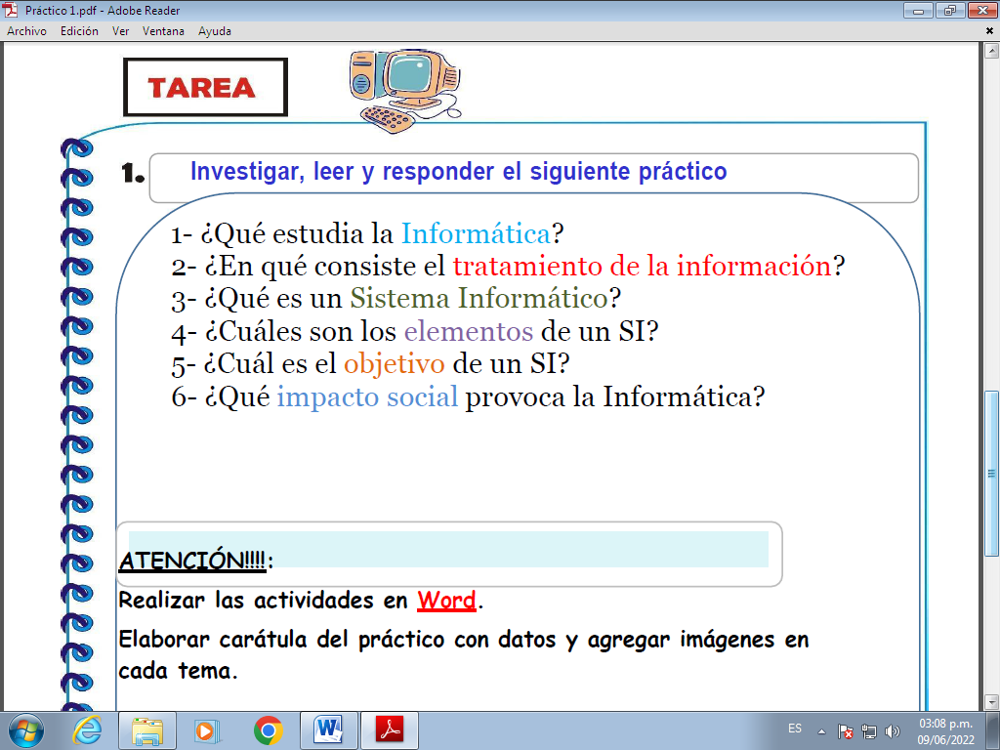 Práctico 1.pdf - Adobe Reader
Archivo Edición Ver Ventana Ayuda
TAREA
1. Investigar, leer y responder el siguiente práctico
1- ¿Qué estudia la Informática?
2- ¿En qué consiste el tratamiento de la información?
3- ¿Qué es un Sistema Informático?
4- ¿Cuáles son los elementos de un SI?
5- ¿Cuál es el objetivo de un SI?
6- ¿Qué impacto social provoca la Informática?
ATENCIÓN!!!!:
Realizar las actividades en Word.
Elaborar carátula del práctico con datos y agregar imágenes en
cada tema.
ES
03:08 p.m.
09/06/2022